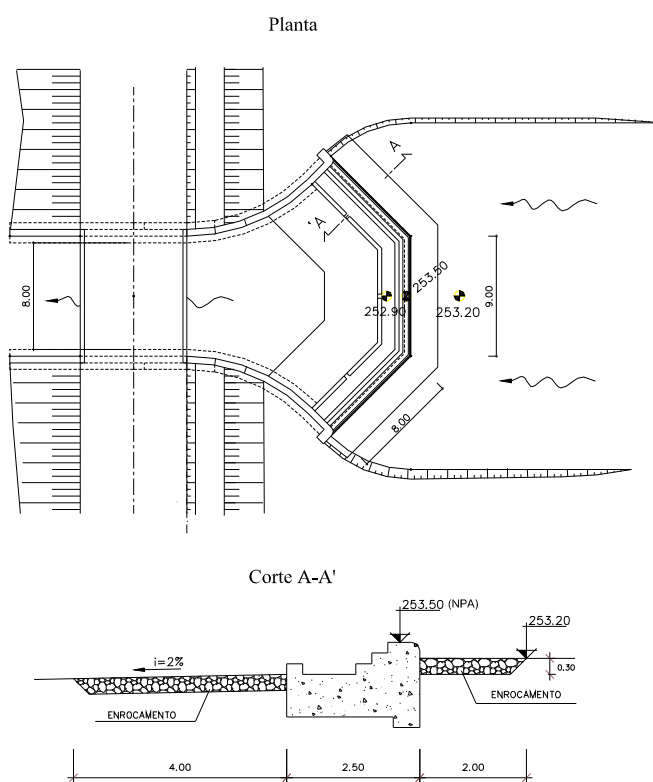 Planta
A
A
8.00
253.50
252.90
253.20
9.00
8.00
Corte A-A'
253.50 (NPA)
253.20
i=2%
0.30
ENROCAMENTO
ENROCAMENTO
4.00
2.50
2.00